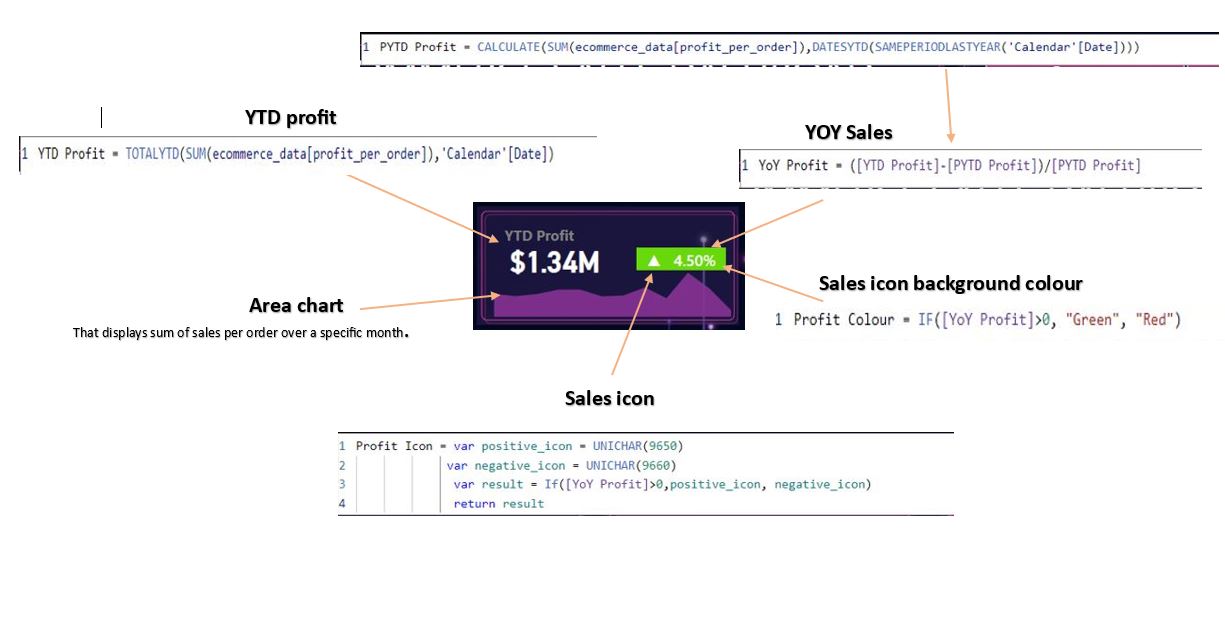 1 PYTD Profit = CALCULATE(SUM(ecommerce_data[profit_per_order]),DATESYTD(SAMEPERIODLASTYEAR('Calendar'[Date])))
YTD profit
1 YTD Profit = TOTALYTD(SUM(ecommerce_data[profit_per_order]),'Calendar'[Date])
YOY Sales
1 YoY Profit = ([YTD Profit]-[PYTD Profit])/[PYTD Profit]
YTD Profit
$1.34M
▲ 4.50%
Area chart
That displays sum of sales per order over a specific month.
Sales icon background colour
1 Profit Colour = IF([YoY Profit]>0, "Green", "Red")
Sales icon
1 Profit Icon = var positive_icon = UNICHAR(9650)
2 var negative_icon = UNICHAR(9660)
3 var result = If([YoY Profit]>0,positive_icon, negative_icon)
4 return result